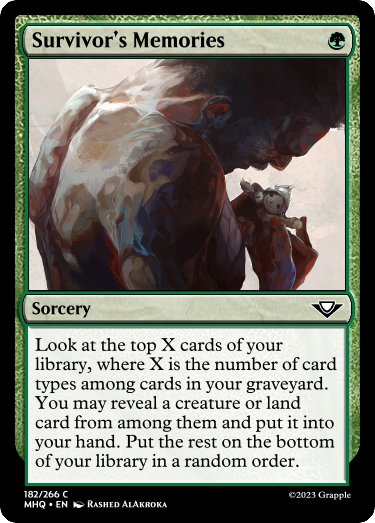 Survivor's Memories
Sorcery
Look at the top X cards of your
library, where X is the number of card
types among cards in your graveyard.
You may reveal a creature or land
card from among them and put it into
your hand. Put the rest on the bottom
of your library in a random order.
182/266 C
MHQ • EN Rashed AlAkroka
©2023 Grapple